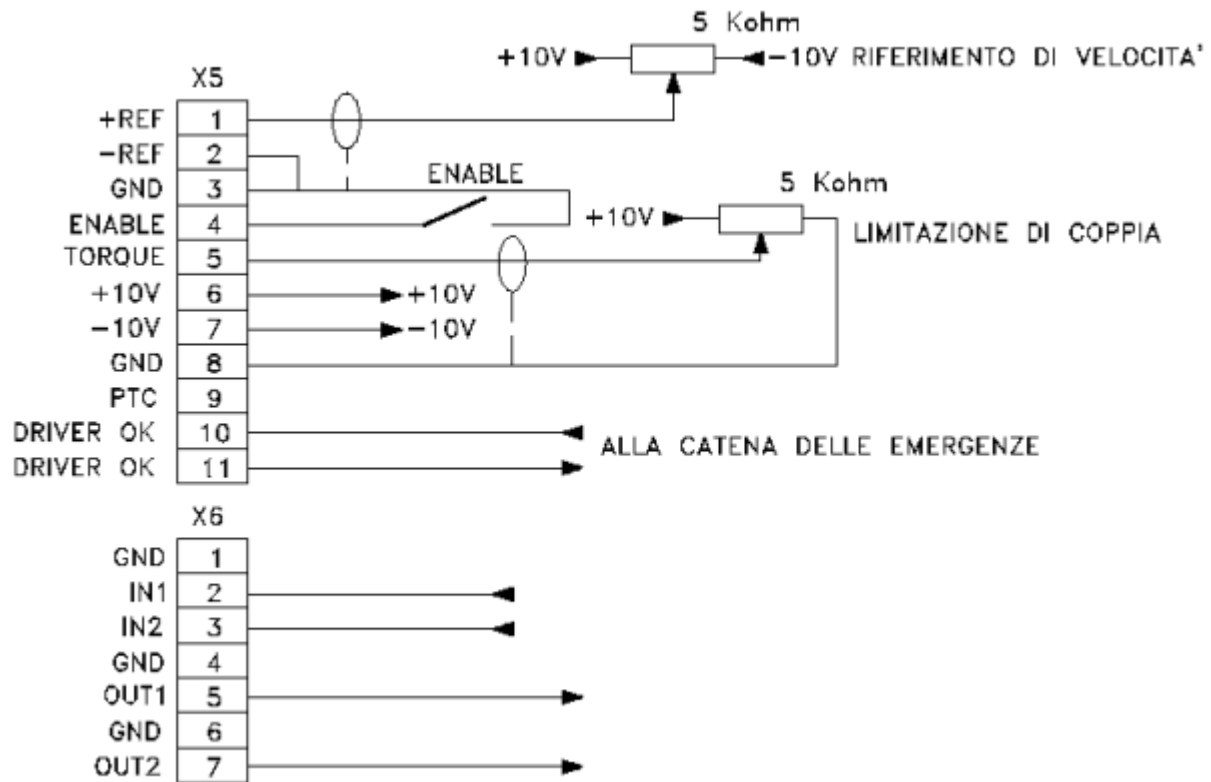 5 Kohm
+10V -10V RIFERIMENTO DI VELOCITA'
X5
+REF 1
-REF 2
GND 3
ENABLE
ENABLE 4
5 Kohm
+10V
LIMITAZIONE DI COPPIA
TORQUE 5
+10V 6 +10V
-10V 7 -10V
GND 8
PTC 9
DRIVER OK 10
ALLA CATENA DELLE EMERGENZE
DRIVER OK 11
X6
GND 1
IN1 2
IN2 3
GND 4
OUT1 5
GND 6
OUT2 7